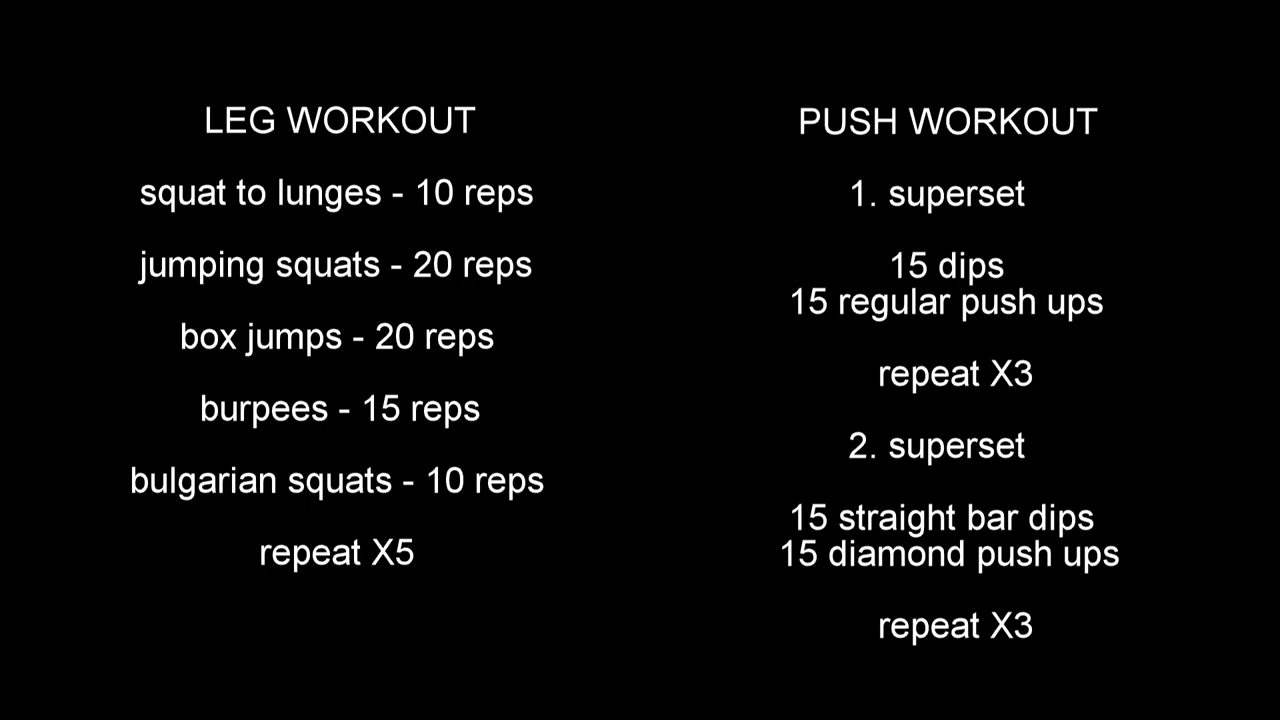 LEG WORKOUT
squat to lunges - 10 reps
jumping squats - 20 reps
box jumps - 20 reps
burpees - 15 reps
bulgarian squats - 10 reps
repeat X5
PUSH WORKOUT
1. superset
15 dips
15 regular push ups
repeat X3
2. superset
15 straight bar dips
15 diamond push ups
repeat X3